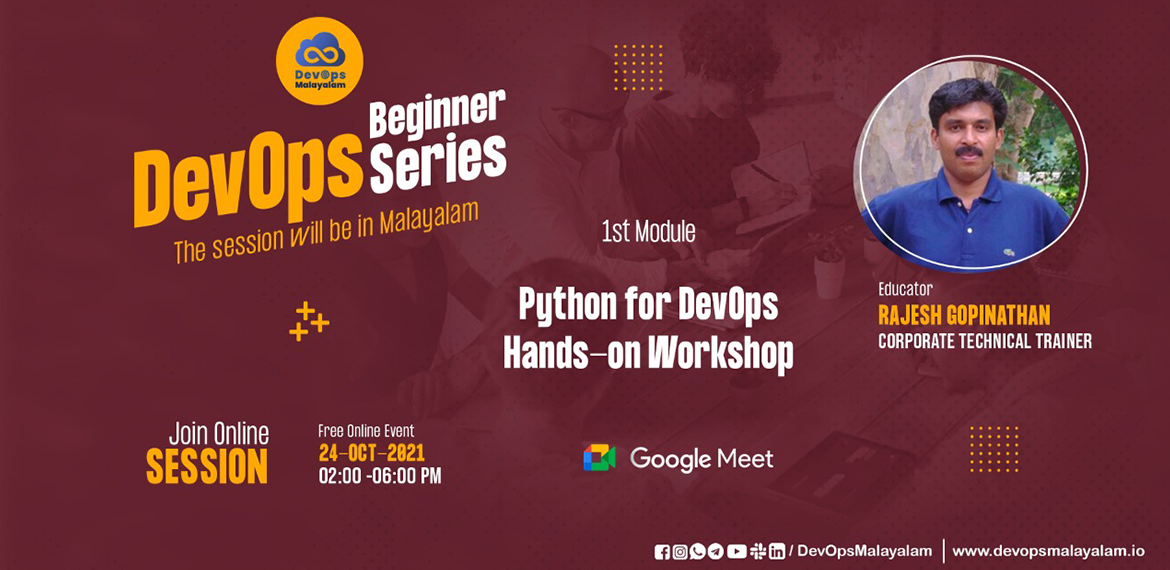 DevOps
Malayalam
DevOps Beginner Series
The session will be in Malayalam
1st Module
Python for DevOps
Hands-on Workshop
Educator
RAJESH GOPINATHAN
CORPORATE TECHNICAL TRAINER
Join Online
SESSION
Free Online Event
24-OCT-2021
02:00 -06:00 PM
Google Meet
/ DevOpsMalayalam | www.devopsmalayalam.io